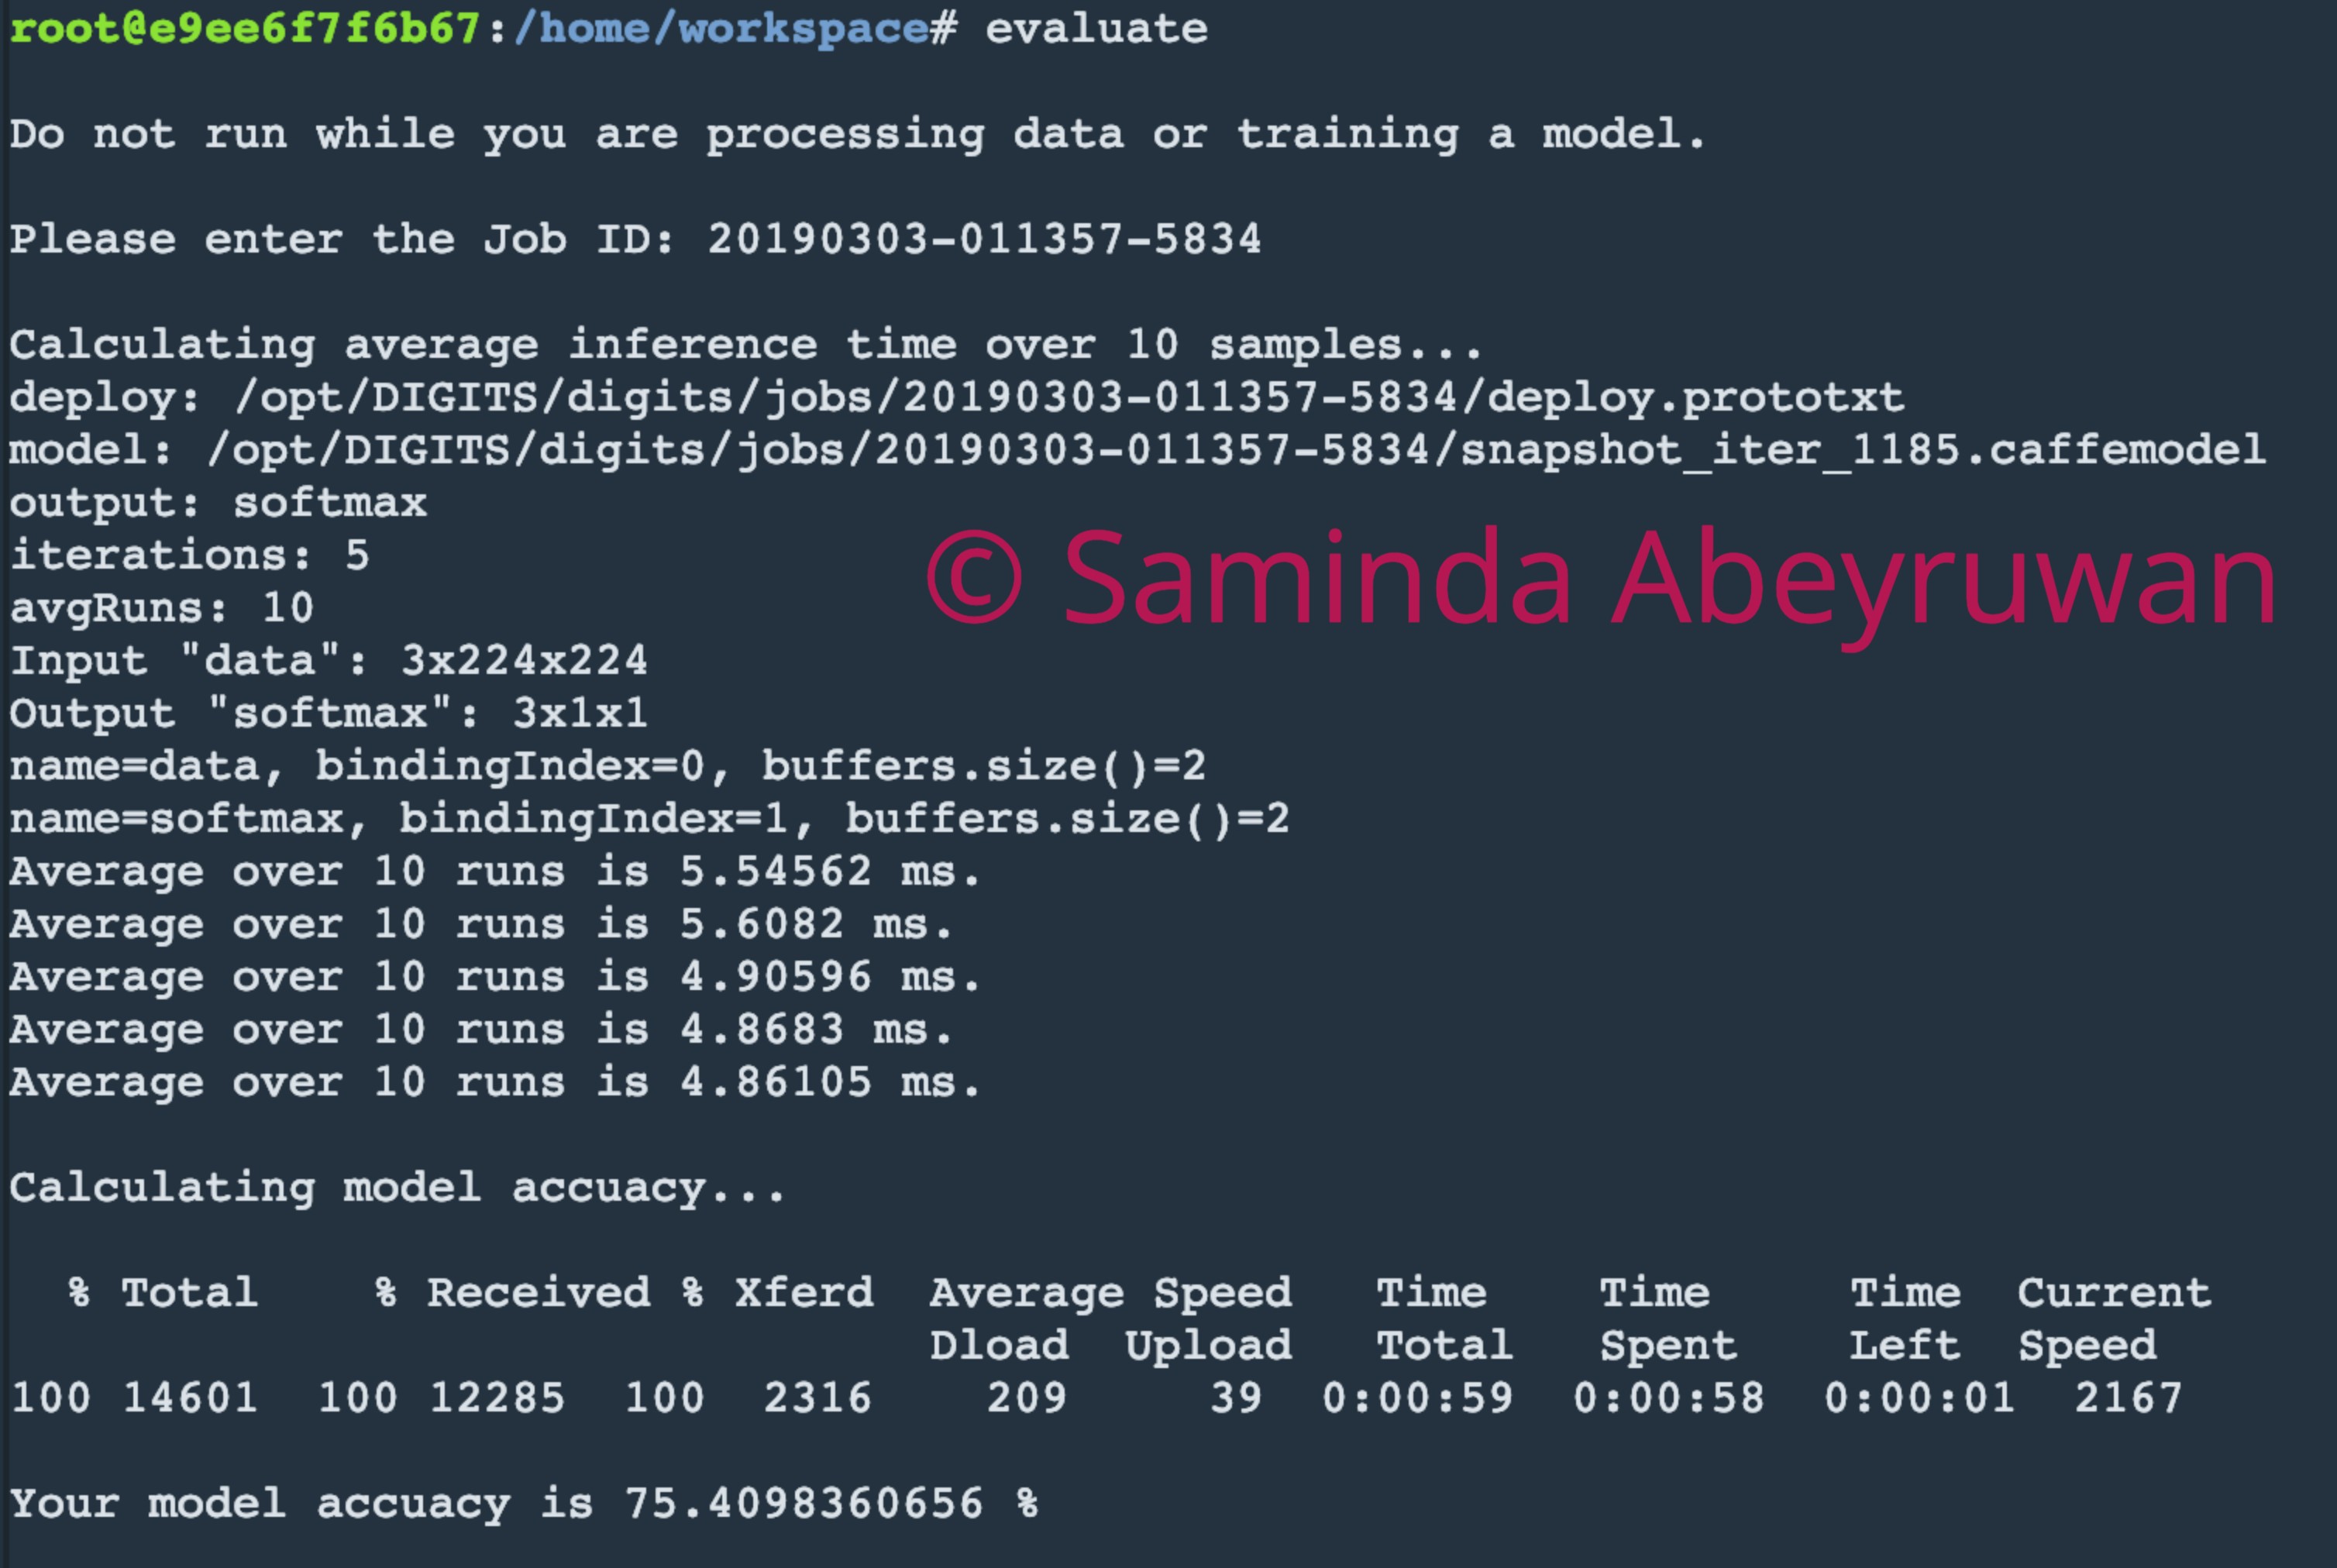 root@e9ee6f7f6b67:/home/workspace# evaluate
Do not run while you are processing data or training a model.
Please enter the Job ID: 20190303-011357-5834
Calculating average inference time over 10 samples...
deploy: /opt/DIGITS/digits/jobs/20190303-011357-5834/deploy.prototxt
model: /opt/DIGITS/digits/jobs/20190303-011357-5834/snapshot_iter_1185.caffemodel
output: softmax
iterations: 5
© Saminda Abeyruwan
avgRuns: 10
Input "data": 3x224x224
Output "softmax": 3x1x1
name=data, bindingIndex=0, buffers.size()=2
name=softmax, bindingIndex=1, buffers.size()=2
Average over 10 runs is 5.54562 ms.
Average over 10 runs is 5.6082 ms.
Average over 10 runs is 4.90596 ms.
Average over 10 runs is 4.8683 ms.
Average over 10 runs is 4.86105 ms.
Calculating model accuacy...
% Total % Received % Xferd Average Speed Time Time Time Current
Dload Upload Total Spent Left Speed
100 14601 100 12285 100 2316 209 39 0:00:59 0:00:58 0:00:01 2167
Your model accuacy is 75.4098360656 %